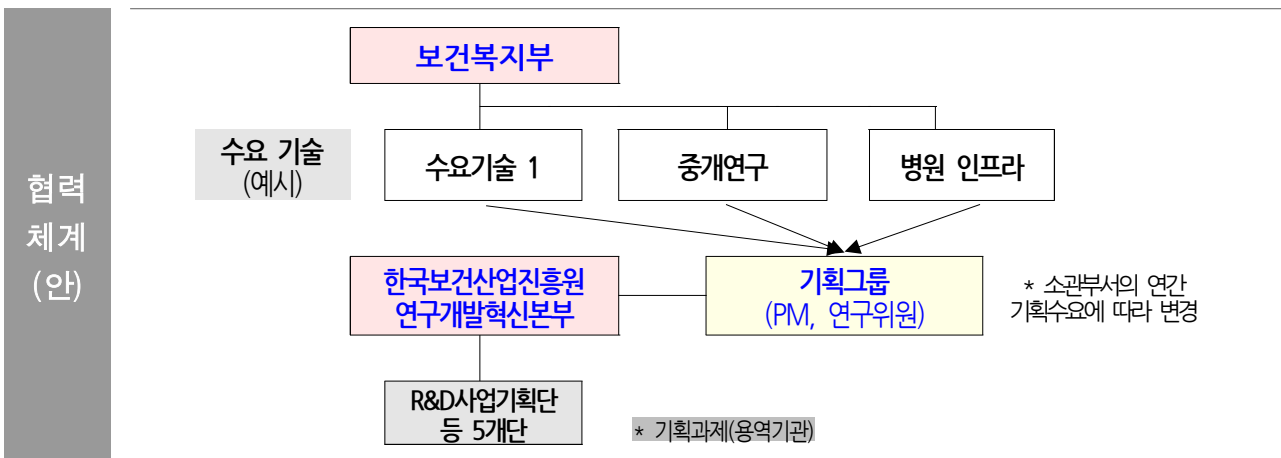 협력
체계
(안)
보건복지부
수요 기술
(예시)
수요기술 1
중개연구
병원 인프라
한국보건산업진흥원
연구개발혁신본부
기획그룹
(PM, 연구위원)
* 소관부서의 연간
기획수요에 따라 변경
R&D사업기획단
등 5개단
* 기획과제(용역기관)